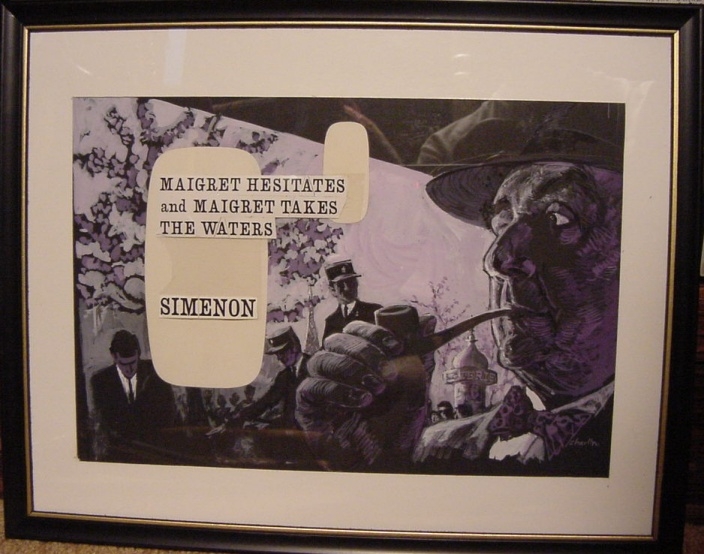 MAIGRET HESITATES
and MAIGRET TAKES
THE WATERS
SIMENON